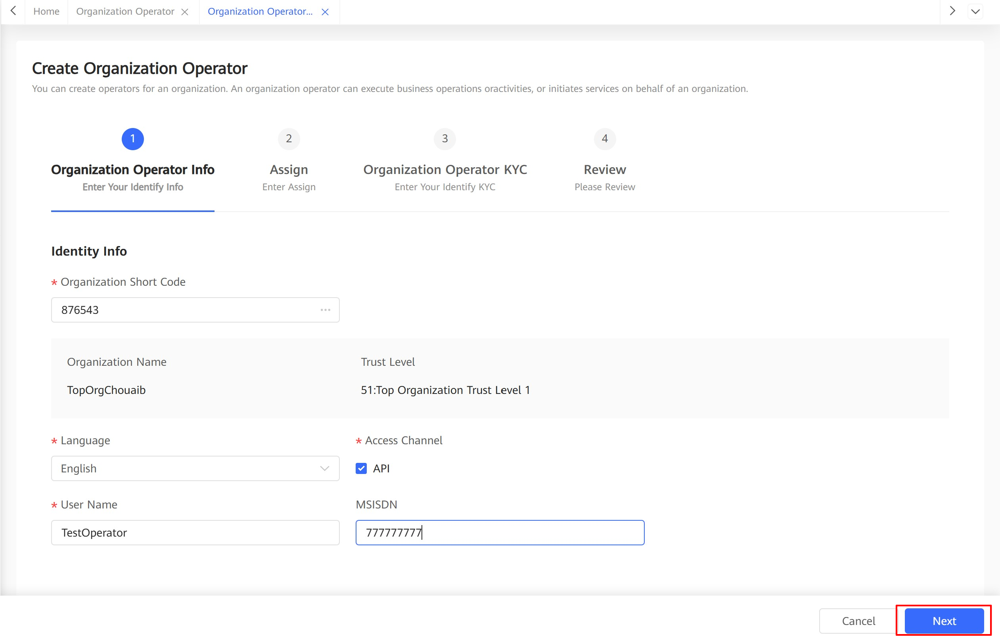 Home
Organization Operator
Organization Operator...
Create Organization Operator
You can create operators for an organization. An organization operator can execute business operations oractivities, or initiates services on behalf of an organization.
1
2
3
4
Organization Operator Info
Assign
Organization Operator KYC
Review
Enter Your Identify Info
Enter Assign
Enter Your Identify KYC
Please Review
Identity Info
* Organization Short Code
876543
Organization Name
Trust Level
TopOrgChouaib
51:Top Organization Trust Level 1
* Language
* Access Channel
English
API
* User Name
MSISDN
TestOperator
777777777
Cancel
Next